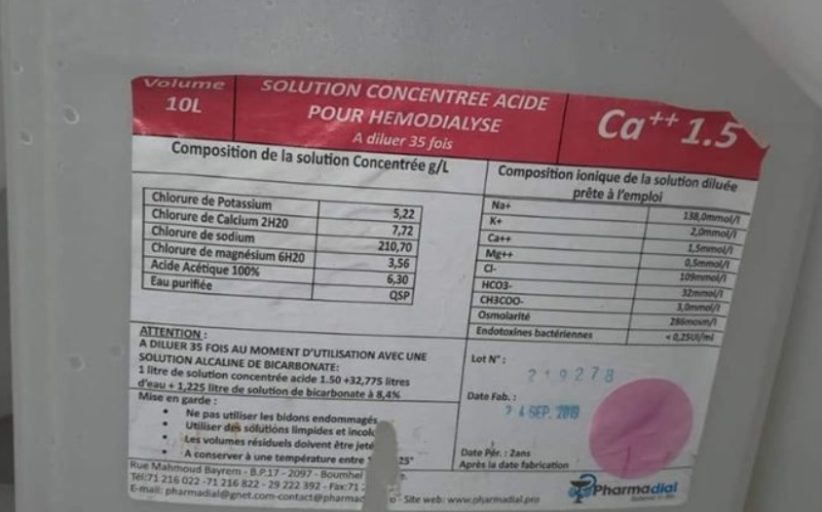 Volume
10L
SOLUTION CONCENTREE ACIDE
POUR HEMODIALYSE
A diluer 35 fois
Ca++ 1.5
Composition de la solution Concentrée g/L
Chlorure de Potassium 5,22
Chlorure de Calcium 2H20 7,72
Chlorure de sodium 210,70
Chlorure de magnésium 6H20 3,56
Acide Acétique 100% 6,30
Eau purifiée QSP
Composition ionique de la solution diluée
prête à l'emploi
Na+ 138,0mmol/l
K+ 2,0mmol/l
Ca++ 1,5mmol/l
Mg++ 0,5mmol/l
Cl- 109mmol/l
HCO3- 32mmol/l
CH3COO- 3,0mmol/l
Osmolarité 286mosm/l
Endotoxines bactériennes < 0,25UI/ml
ATTENTION :
A DILUER 35 FOIS AU MOMENT D'UTILISATION AVEC UNE
SOLUTION ALCALINE DE BICARBONATE:
1 litre de solution concentrée acide 1.50 +32,775 litres
d'eau + 1,225 litre de solution de bicarbonate à 8,4%
Mise en garde :
• Ne pas utiliser les bidons endommagés
• Utiliser des solutions limpides et incol
• Les volumes résiduels doivent être jeté
• A conserver à une température entre 25°
Lot N° :
219278
Date Fab. :
24 SEP. 2019
Date Pér. : 2ans
Après la date fabrication
Rue Mahmoud Bayrem - B.P.17 - 2097 - Boumhel
Tél:71 216 022 -71 216 822 - 29 222 392 - Fax:71
E-mail: pharmadial@gnet.com-contact@pharmad - Site web: www.pharmadial.pro
Pharmadial